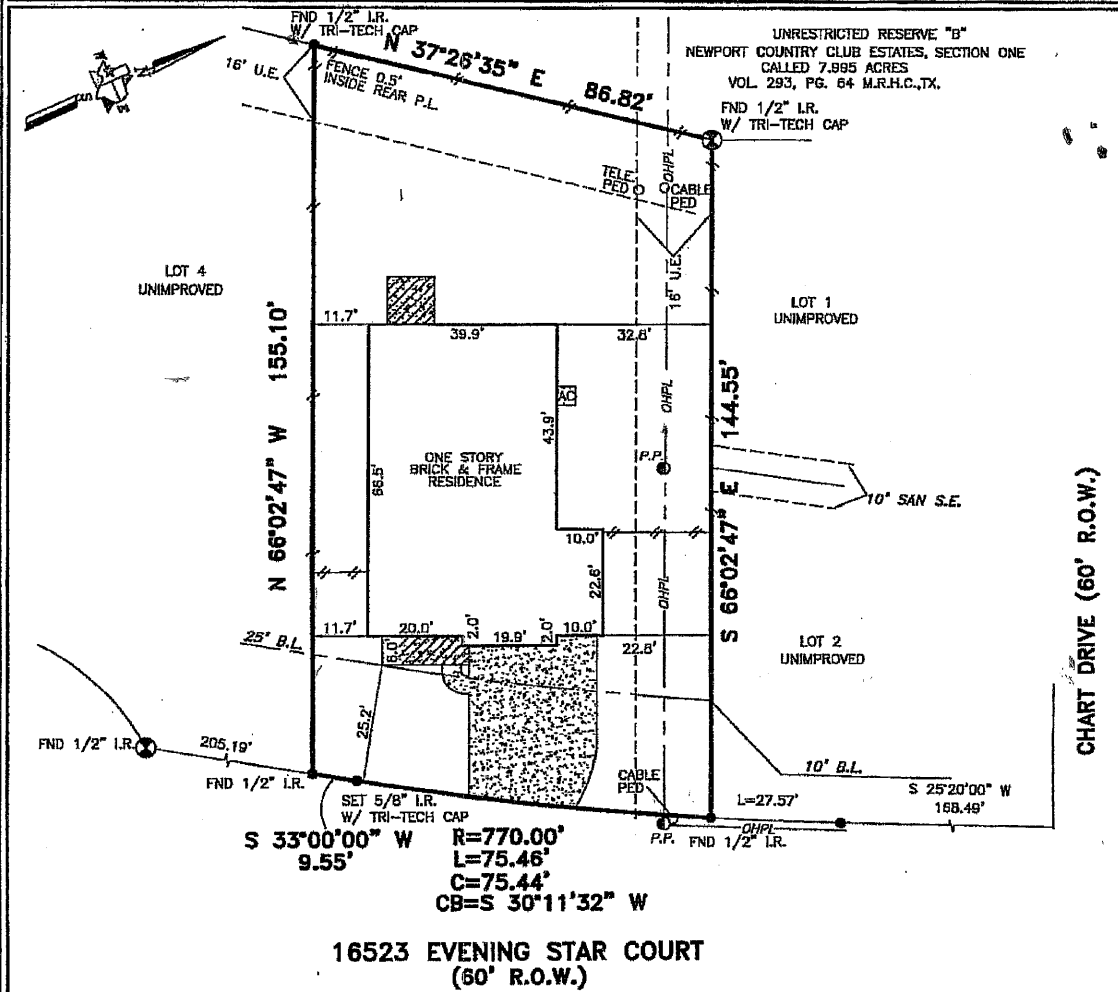 FND 1/2" I.R.
W/ TRI-TECH CAP
N 37°26'35" E
86.82'
UNRESTRICTED RESERVE "B"
NEWPORT COUNTRY CLUB ESTATES, SECTION ONE
CALLED 7.995 ACRES
VOL. 293, PG. 64 M.R.H.C.,TX.
FND 1/2" I.R.
W/ TRI-TECH CAP
16' U.E.
FENCE 0.5'
INSIDE REAR P.L.
TELE.
PED
OHPL
CABLE
PED
16' U.E.
LOT 4
UNIMPROVED
LOT 1
UNIMPROVED
11.7'
39.9'
32.8'
N 66°02'47" W 155.10'
S 66°02'47" E 144.55'
AC
OHPL
43.9'
66.5'
ONE STORY
BRICK & FRAME
RESIDENCE
P.P.
10' SAN S.E.
10.0'
22.6'
OHPL
CHART DRIVE (60' R.O.W.)
11.7'
20.0'
2.0'
19.9'
2.0'
10.0'
22.8'
25' B.L.
6.0'
LOT 2
UNIMPROVED
25.2'
FND 1/2" I.R.
205.19'
FND 1/2" I.R.
SET 5/8" I.R.
W/ TRI-TECH CAP
CABLE
PED
10' B.L.
L=27.57'
S 25°20'00" W
168.49'
OHPL
P.P.
FND 1/2" I.R.
S 33°00'00" W
9.55'
R=770.00'
L=75.46'
C=75.44'
CB=S 30°11'32" W
16523 EVENING STAR COURT
(60' R.O.W.)